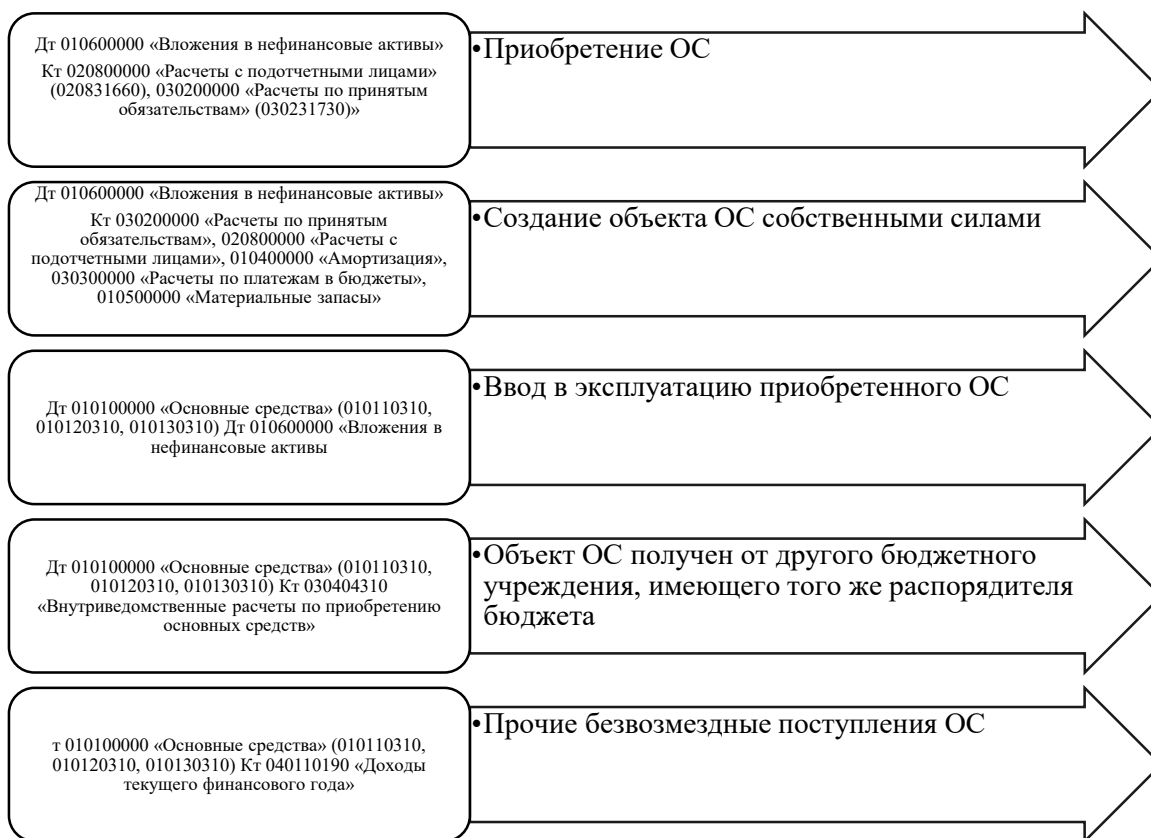 Дт 010600000 «Вложения в нефинансовые активы»
Кт 020800000 «Расчеты с подотчетными лицами»
(020831660), 030200000 «Расчеты по принятым
обязательствам» (030231730)»
•Приобретение ОС
Дт 010600000 «Вложения в нефинансовые активы»
Кт 030200000 «Расчеты по принятым
обязательствам», 020800000 «Расчеты с
подотчетными лицами», 010400000 «Амортизация»,
030300000 «Расчеты по платежам в бюджеты»,
010500000 «Материальные запасы»
•Создание объекта ОС собственными силами
Дт 010100000 «Основные средства» (010110310,
010120310, 010130310) Дт 010600000 «Вложения в
нефинансовые активы
•Ввод в эксплуатацию приобретенного ОС
Дт 010100000 «Основные средства» (010110310,
010120310, 010130310) Кт 030404310
«Внутриведомственные расчеты по приобретению
основных средств»
•Объект ОС получен от другого бюджетного
учреждения, имеющего того же распорядителя
бюджета
т 010100000 «Основные средства» (010110310,
010120310, 010130310) Кт 040110190 «Доходы
текущего финансового года»
•Прочие безвозмездные поступления ОС